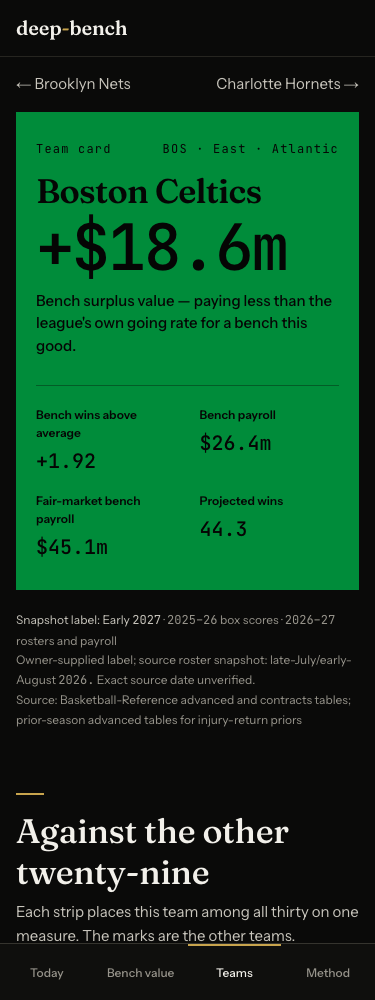 deep-bench
← Brooklyn Nets
Charlotte Hornets →
Team card
BOS · East · Atlantic
Boston Celtics
+$18.6m
Bench surplus value — paying less than the
league's own going rate for a bench this
good.
Bench wins above
average
+1.92
Bench payroll
$26.4m
Fair-market bench
payroll
$45.1m
Projected wins
44.3
Snapshot label: Early 2027 · 2025–26 box scores · 2026–27
rosters and payroll
Owner-supplied label; source roster snapshot: late-July/early-
August 2026. Exact source date unverified.
Source: Basketball-Reference advanced and contracts tables;
prior-season advanced tables for injury-return priors
Against the other
twenty-nine
Each strip places this team among all thirty on one
measure. The marks are the other teams.
Today
Bench value
Teams
Method